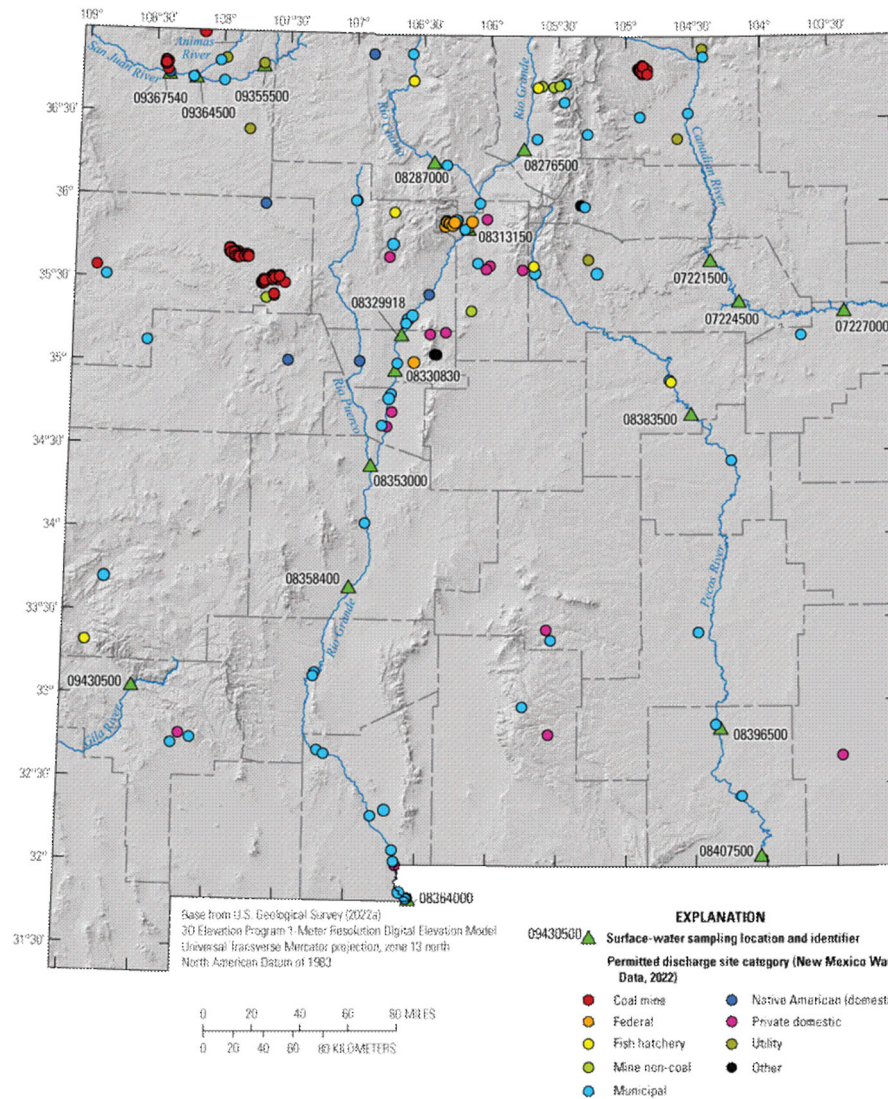 109° 108°30' 108° 107°30' 107° 106°30' 106° 105°30' 105° 104°30' 104° 103°30'
Animas
River
San Juan River
09367540
09364500
09355500
Rio Chama
Rio Grande
Canadian River
36°30'
08287000
08276500
36°
08313150
35°30'
07221500
08329918
07224500
07227000
35°
08330830
Rio Puerco
08383500
34°30'
08353000
34°
Pecos River
08358400
33°30'
Rio Grande
33°
09430500
Gila River
08396500
32°30'
32°
08407500
08364000
31°30'
Base from U.S. Geological Survey (2022a)
3D Elevation Program 1-Meter Resolution Digital Elevation Model
Universal Transverse Mercator projection, zone 13 north
North American Datum of 1983
0 20 40 60 80 MILES
0 20 40 60 80 KILOMETERS
EXPLANATION
09430500 Surface-water sampling location and identifier
Permitted discharge site category (New Mexico Wa
Data, 2022)
Coal mine
Federal
Fish hatchery
Mine non-coal
Municipal
Native American (domest
Private domestic
Utility
Other